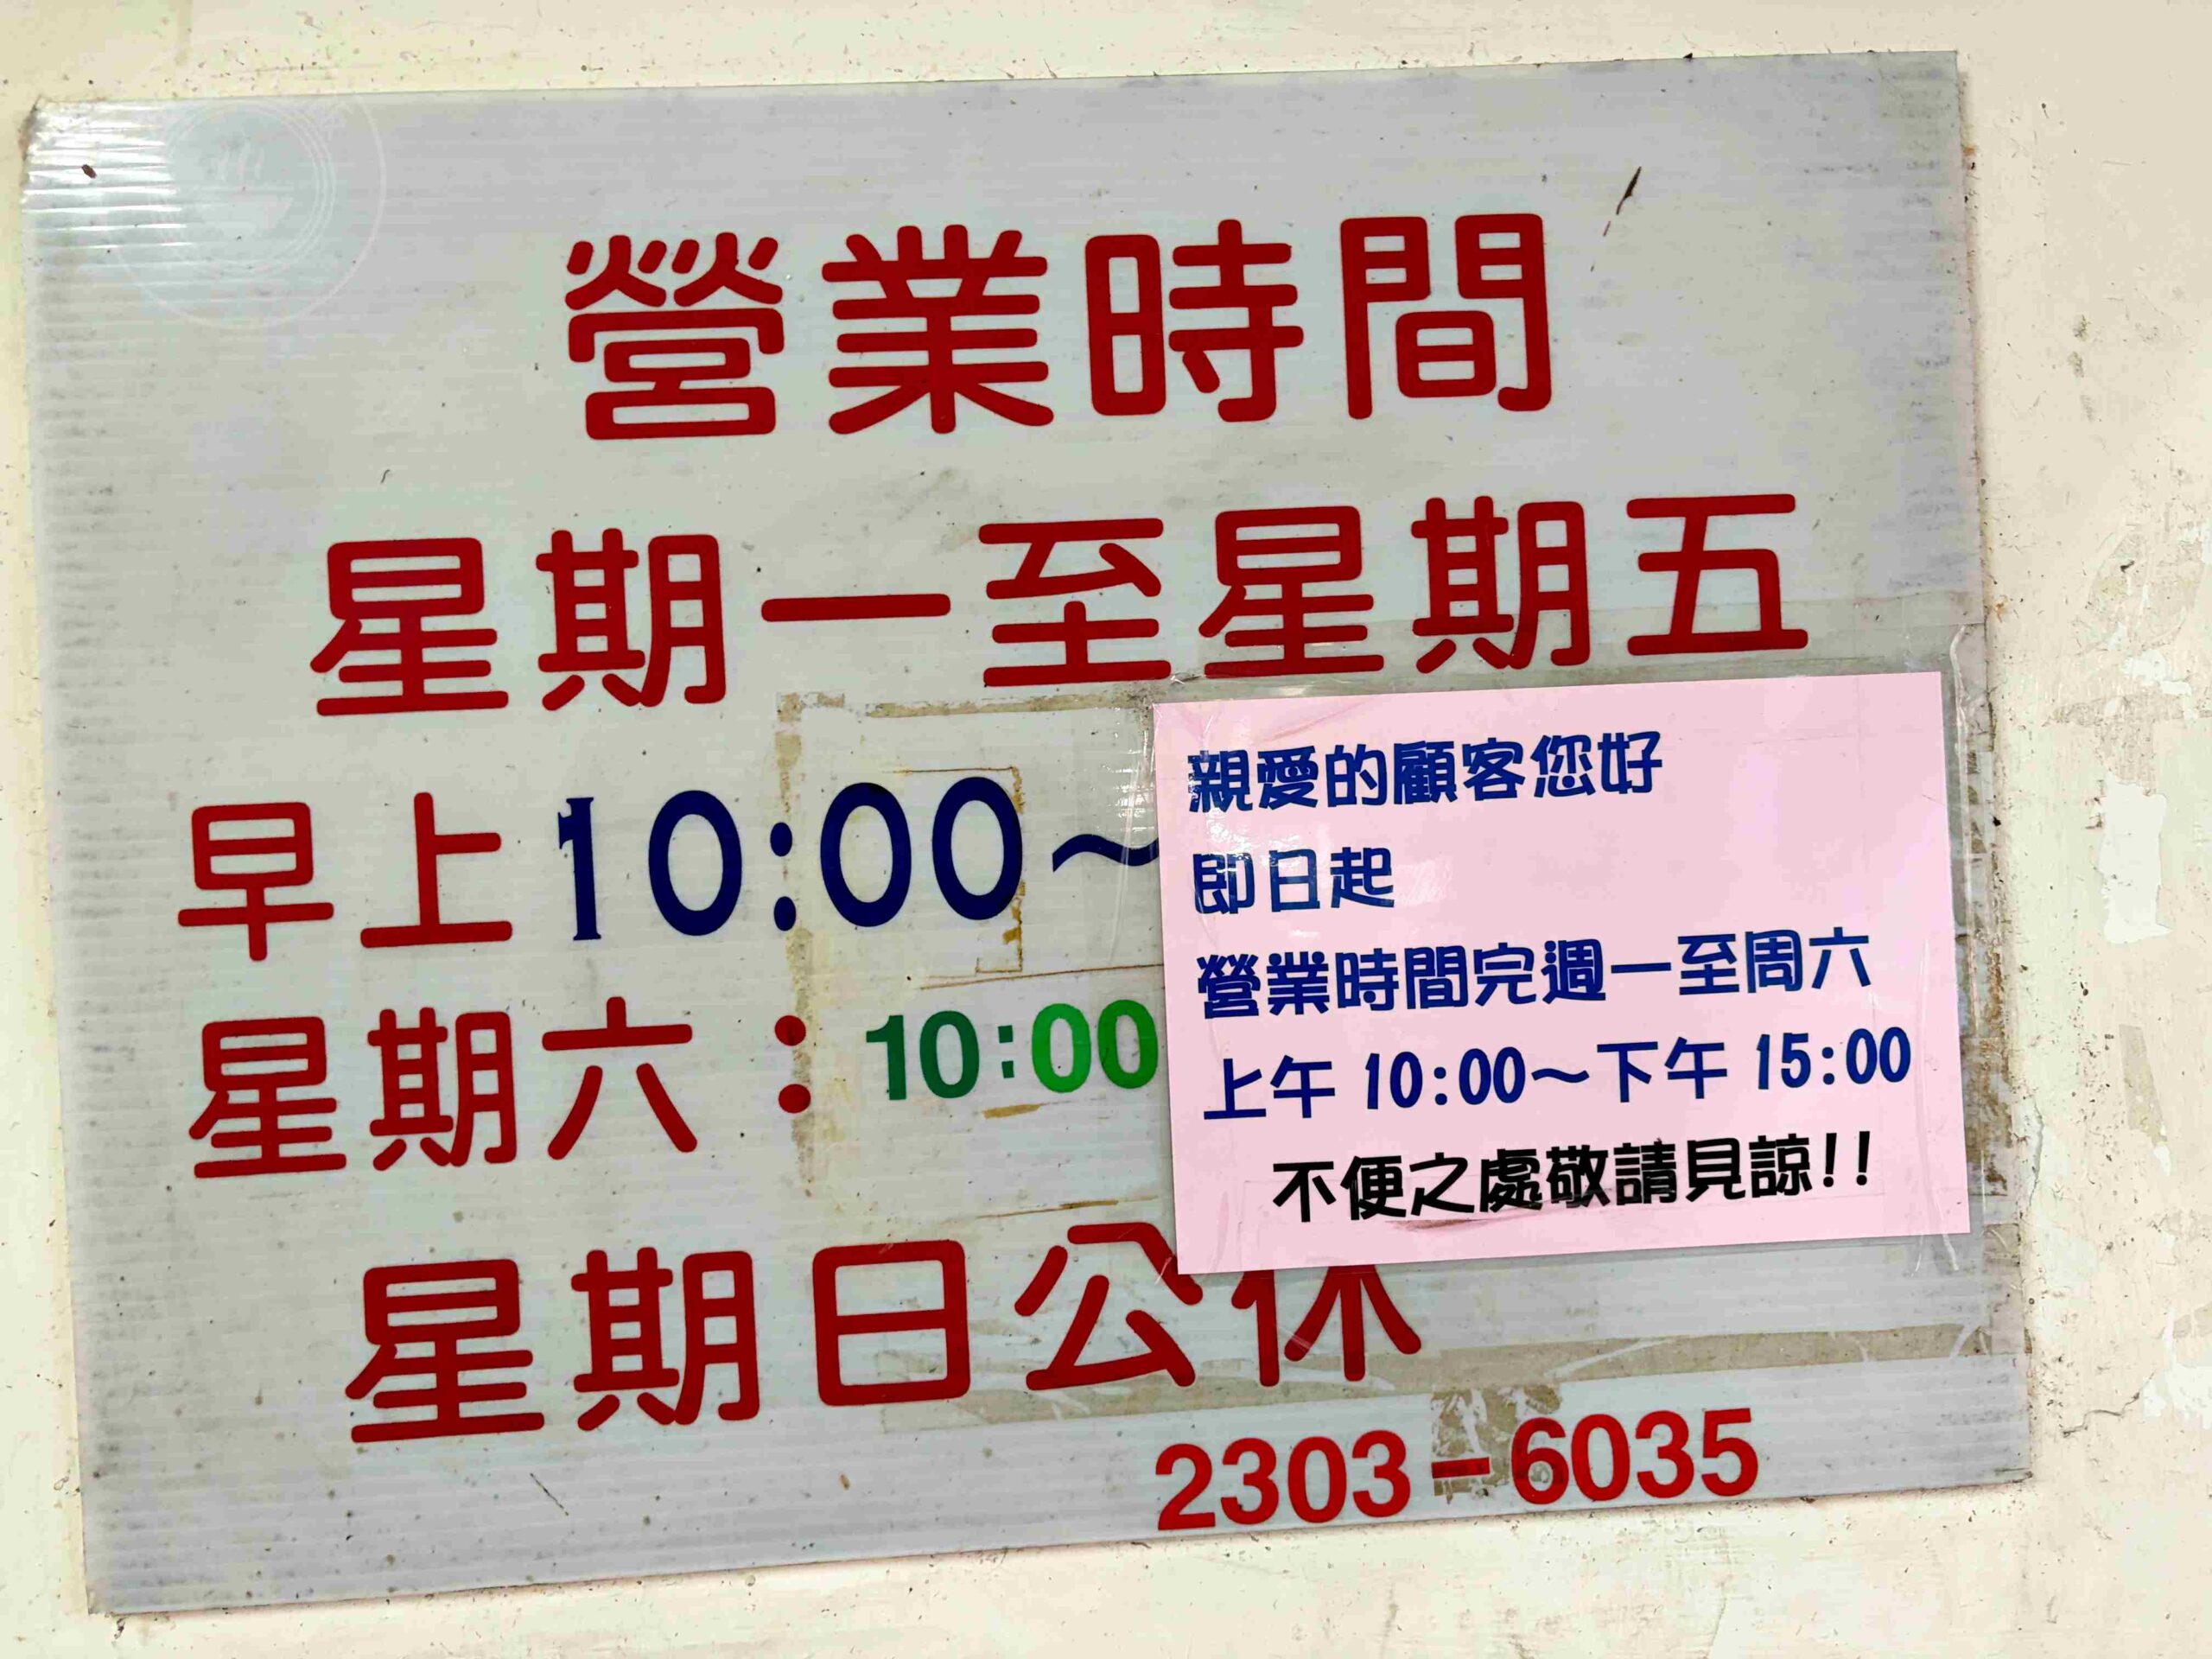 營業時間
星期一至星期五
早上10:00～
星期六：10:00
星期日公休
2303-6035
親愛的顧客您好
即日起
營業時間完週一至周六
上午 10:00～下午 15:00
不便之處敬請見諒!!